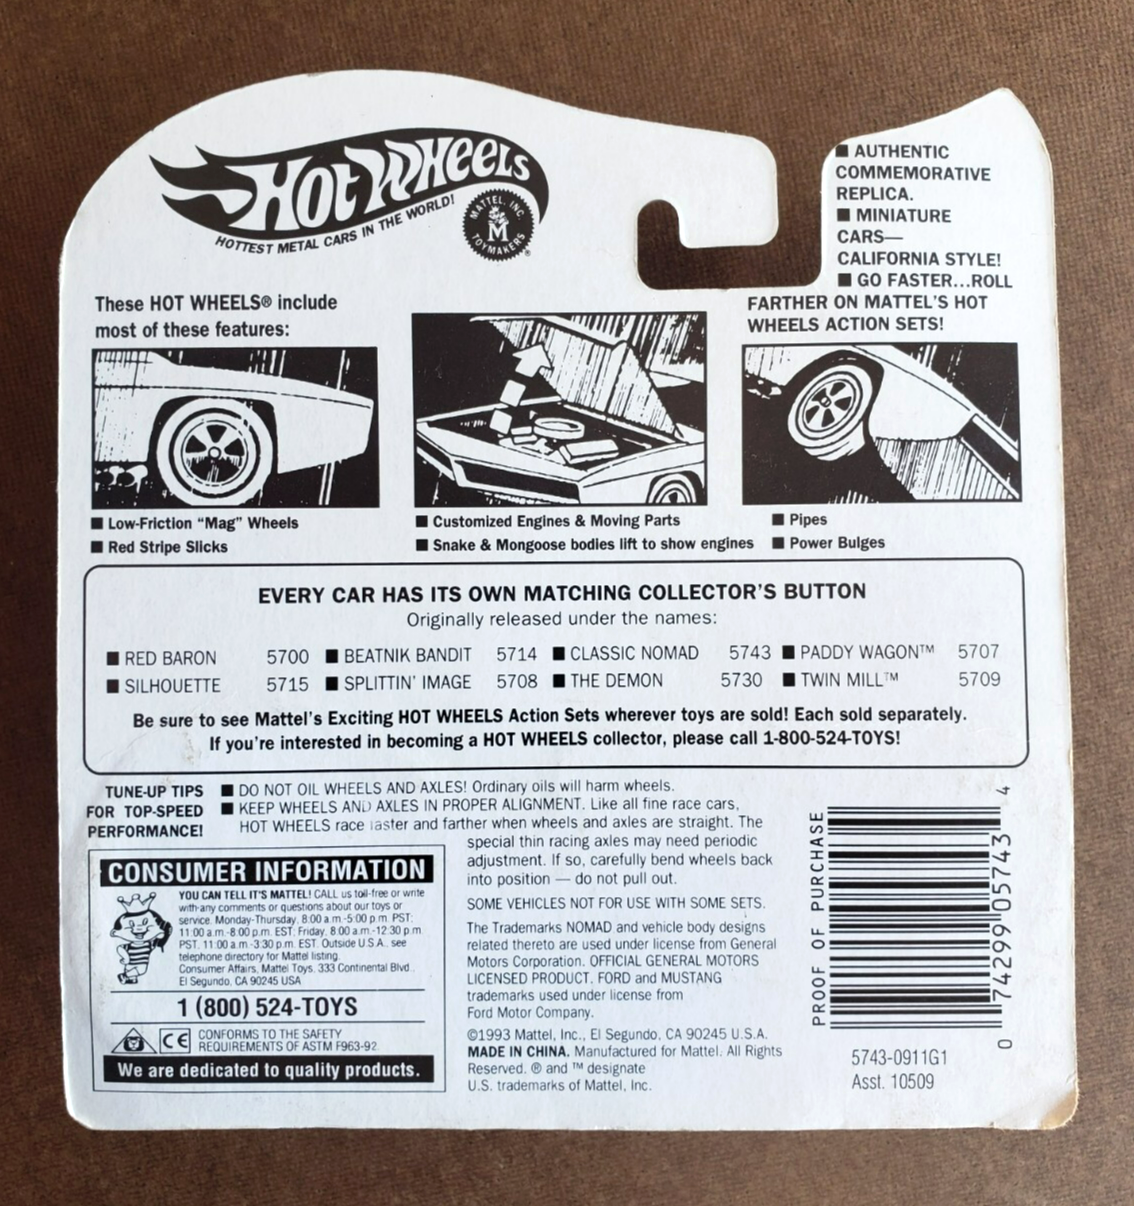 Hot Wheels
HOTTEST METAL CARS IN THE WORLD!
MATTEL, INC.
M
TOYMAKERS
■ AUTHENTIC
COMMEMORATIVE
REPLICA.
■ MINIATURE
CARS—
CALIFORNIA STYLE!
■ GO FASTER...ROLL
FARTHER ON MATTEL'S HOT
WHEELS ACTION SETS!
These HOT WHEELS® include
most of these features:
■ Low-Friction “Mag” Wheels
■ Red Stripe Slicks
■ Customized Engines & Moving Parts
■ Snake & Mongoose bodies lift to show engines
■ Pipes
■ Power Bulges
EVERY CAR HAS ITS OWN MATCHING COLLECTOR'S BUTTON
Originally released under the names:
■ RED BARON 5700 ■ BEATNIK BANDIT 5714 ■ CLASSIC NOMAD 5743 ■ PADDY WAGON™ 5707
■ SILHOUETTE 5715 ■ SPLITTIN' IMAGE 5708 ■ THE DEMON 5730 ■ TWIN MILL™ 5709
Be sure to see Mattel's Exciting HOT WHEELS Action Sets wherever toys are sold! Each sold separately.
If you're interested in becoming a HOT WHEELS collector, please call 1-800-524-TOYS!
TUNE-UP TIPS
FOR TOP-SPEED
PERFORMANCE!
■ DO NOT OIL WHEELS AND AXLES! Ordinary oils will harm wheels.
■ KEEP WHEELS AND AXLES IN PROPER ALIGNMENT. Like all fine race cars,
HOT WHEELS race faster and farther when wheels and axles are straight. The
special thin racing axles may need periodic
adjustment. If so, carefully bend wheels back
into position — do not pull out.
SOME VEHICLES NOT FOR USE WITH SOME SETS.
The Trademarks NOMAD and vehicle body designs
related thereto are used under license from General
Motors Corporation. OFFICIAL GENERAL MOTORS
LICENSED PRODUCT. FORD and MUSTANG
trademarks used under license from
Ford Motor Company.
©1993 Mattel, Inc., El Segundo, CA 90245 U.S.A.
MADE IN CHINA. Manufactured for Mattel. All Rights
Reserved. ® and ™ designate
U.S. trademarks of Mattel, Inc.
CONSUMER INFORMATION
YOU CAN TELL IT'S MATTEL! CALL us toll-free or write
with any comments or questions about our toys or
service. Monday-Thursday, 8:00 a.m.-5:00 p.m. PST;
11:00 a.m.-8:00 p.m. EST; Friday, 8:00 a.m.-12:30 p.m.
PST, 11:00 a.m.-3:30 p.m. EST. Outside U.S.A., see
telephone directory for Mattel listing.
Consumer Affairs, Mattel Toys, 333 Continental Blvd.,
El Segundo, CA 90245 USA
1 (800) 524-TOYS
CE CONFORMS TO THE SAFETY
REQUIREMENTS OF ASTM F963-92
We are dedicated to quality products.
PROOF OF PURCHASE
0 74299 05743 4
5743-0911G1
Asst. 10509